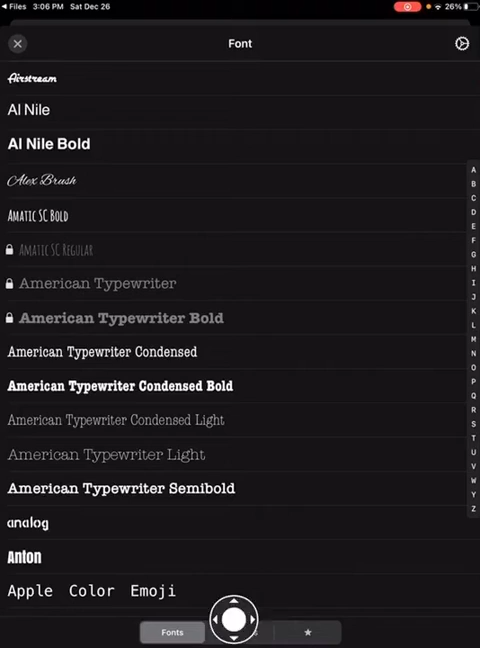 Files 3:06 PM Sat Dec 26 26%
Font
Airstream
Al Nile
Al Nile Bold
Alex Brush
Amatic SC Bold
Amatic SC Regular
American Typewriter
American Typewriter Bold
American Typewriter Condensed
American Typewriter Condensed Bold
American Typewriter Condensed Light
American Typewriter Light
American Typewriter Semibold
analog
Anton
Apple Color Emoji
A
B
C
D
E
F
G
H
I
J
K
L
M
N
O
P
Q
R
S
T
U
V
W
Y
Z
Fonts